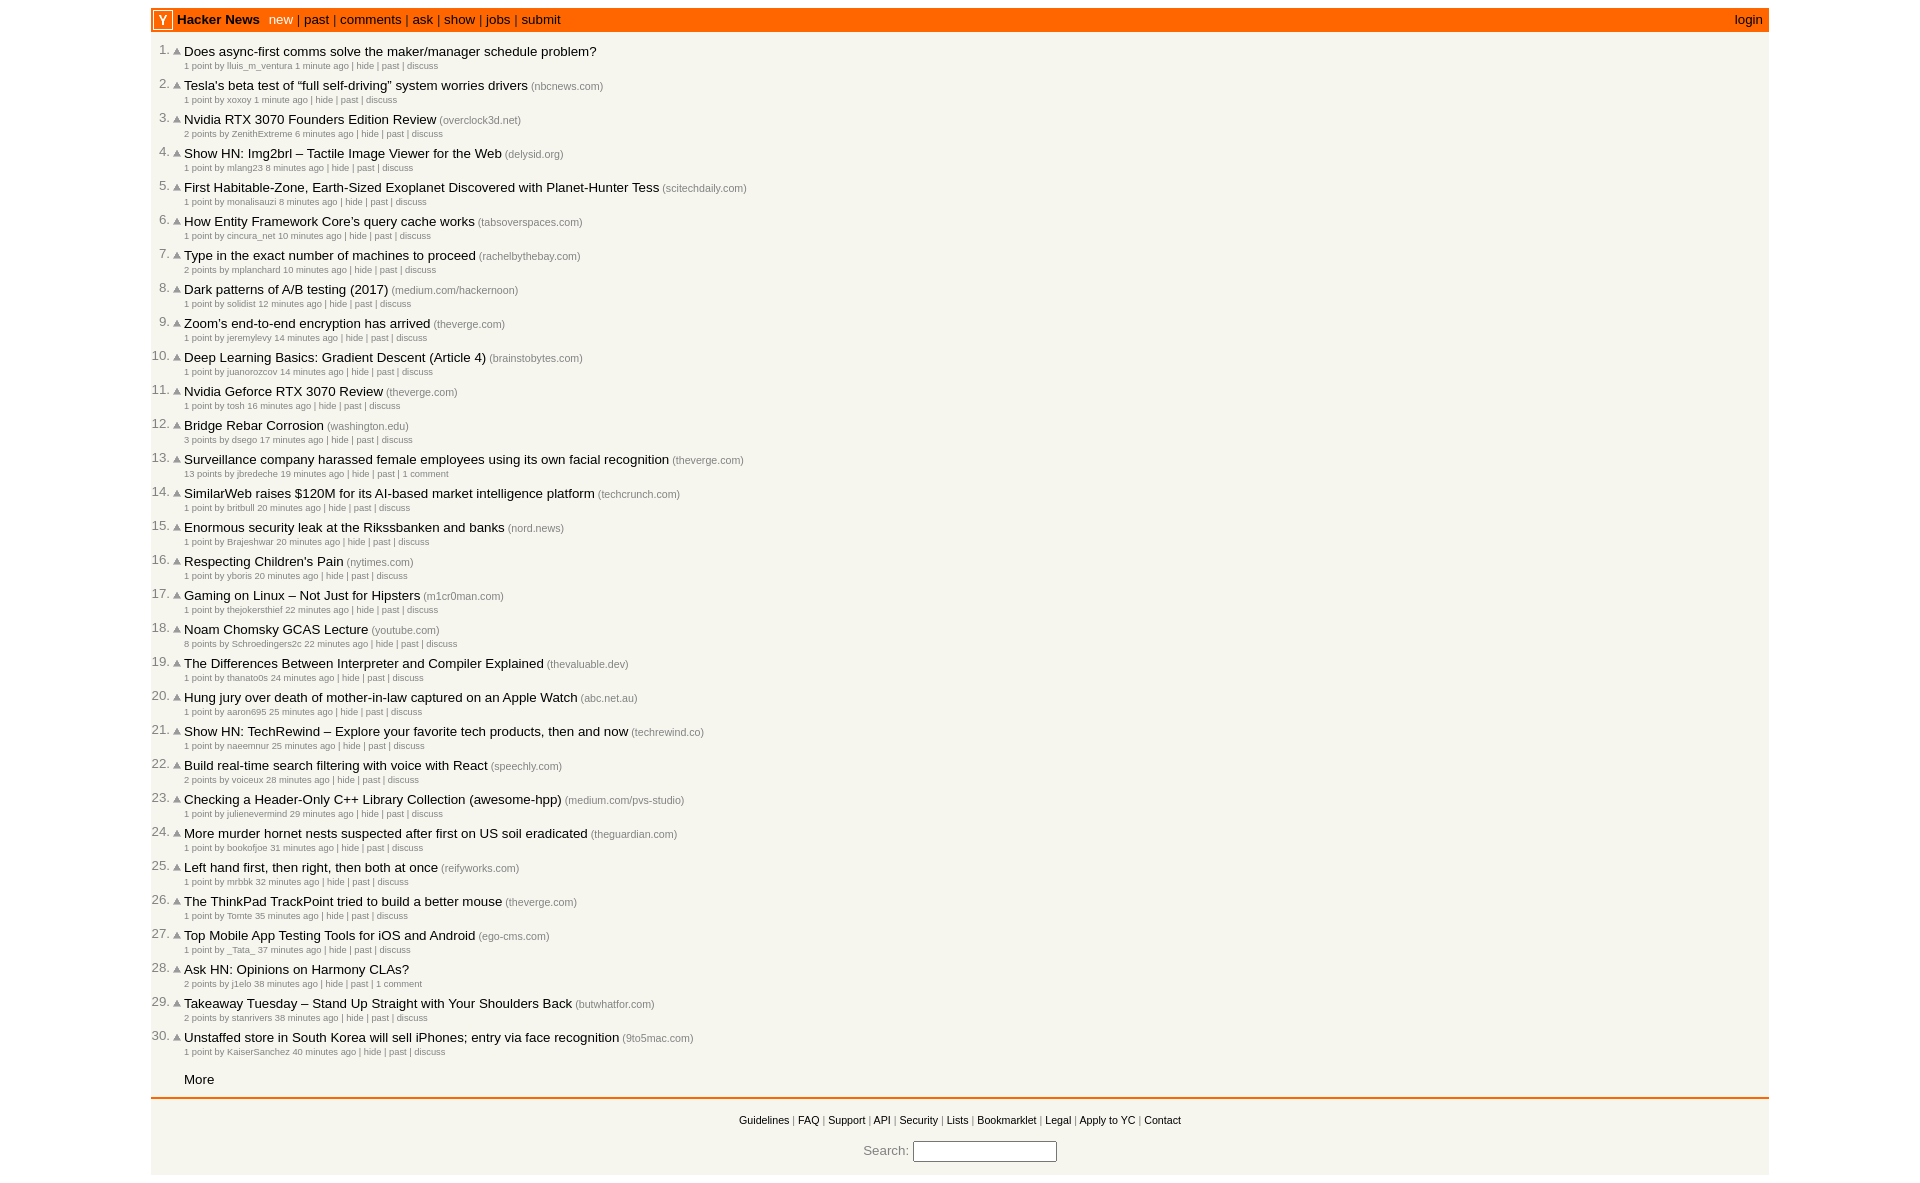 Y Hacker News new | past | comments | ask | show | jobs | submit login
1. Does async-first comms solve the maker/manager schedule problem?
1 point by lluis_m_ventura 1 minute ago | hide | past | discuss
2. Tesla's beta test of “full self-driving” system worries drivers (nbcnews.com)
1 point by xoxoy 1 minute ago | hide | past | discuss
3. Nvidia RTX 3070 Founders Edition Review (overclock3d.net)
2 points by ZenithExtreme 6 minutes ago | hide | past | discuss
4. Show HN: Img2brl – Tactile Image Viewer for the Web (delysid.org)
1 point by mlang23 8 minutes ago | hide | past | discuss
5. First Habitable-Zone, Earth-Sized Exoplanet Discovered with Planet-Hunter Tess (scitechdaily.com)
1 point by monalisauzi 8 minutes ago | hide | past | discuss
6. How Entity Framework Core’s query cache works (tabsoverspaces.com)
1 point by cincura_net 10 minutes ago | hide | past | discuss
7. Type in the exact number of machines to proceed (rachelbythebay.com)
2 points by mplanchard 10 minutes ago | hide | past | discuss
8. Dark patterns of A/B testing (2017) (medium.com/hackernoon)
1 point by solidist 12 minutes ago | hide | past | discuss
9. Zoom’s end-to-end encryption has arrived (theverge.com)
1 point by jeremylevy 14 minutes ago | hide | past | discuss
10. Deep Learning Basics: Gradient Descent (Article 4) (brainstobytes.com)
1 point by juanorozcov 14 minutes ago | hide | past | discuss
11. Nvidia Geforce RTX 3070 Review (theverge.com)
1 point by tosh 16 minutes ago | hide | past | discuss
12. Bridge Rebar Corrosion (washington.edu)
3 points by dsego 17 minutes ago | hide | past | discuss
13. Surveillance company harassed female employees using its own facial recognition (theverge.com)
13 points by jbredeche 19 minutes ago | hide | past | 1 comment
14. SimilarWeb raises $120M for its AI-based market intelligence platform (techcrunch.com)
1 point by britbull 20 minutes ago | hide | past | discuss
15. Enormous security leak at the Rikssbanken and banks (nord.news)
1 point by Brajeshwar 20 minutes ago | hide | past | discuss
16. Respecting Children's Pain (nytimes.com)
1 point by yboris 20 minutes ago | hide | past | discuss
17. Gaming on Linux – Not Just for Hipsters (m1cr0man.com)
1 point by thejokersthief 22 minutes ago | hide | past | discuss
18. Noam Chomsky GCAS Lecture (youtube.com)
8 points by Schroedingers2c 22 minutes ago | hide | past | discuss
19. The Differences Between Interpreter and Compiler Explained (thevaluable.dev)
1 point by thanato0s 24 minutes ago | hide | past | discuss
20. Hung jury over death of mother-in-law captured on an Apple Watch (abc.net.au)
1 point by aaron695 25 minutes ago | hide | past | discuss
21. Show HN: TechRewind – Explore your favorite tech products, then and now (techrewind.co)
1 point by naeemnur 25 minutes ago | hide | past | discuss
22. Build real-time search filtering with voice with React (speechly.com)
2 points by voiceux 28 minutes ago | hide | past | discuss
23. Checking a Header-Only C++ Library Collection (awesome-hpp) (medium.com/pvs-studio)
1 point by julienevermind 29 minutes ago | hide | past | discuss
24. More murder hornet nests suspected after first on US soil eradicated (theguardian.com)
1 point by bookofjoe 31 minutes ago | hide | past | discuss
25. Left hand first, then right, then both at once (reifyworks.com)
1 point by mrbbk 32 minutes ago | hide | past | discuss
26. The ThinkPad TrackPoint tried to build a better mouse (theverge.com)
1 point by Tomte 35 minutes ago | hide | past | discuss
27. Top Mobile App Testing Tools for iOS and Android (ego-cms.com)
1 point by _Tata_ 37 minutes ago | hide | past | discuss
28. Ask HN: Opinions on Harmony CLAs?
2 points by j1elo 38 minutes ago | hide | past | 1 comment
29. Takeaway Tuesday – Stand Up Straight with Your Shoulders Back (butwhatfor.com)
2 points by stanrivers 38 minutes ago | hide | past | discuss
30. Unstaffed store in South Korea will sell iPhones; entry via face recognition (9to5mac.com)
1 point by KaiserSanchez 40 minutes ago | hide | past | discuss
More
Guidelines | FAQ | Support | API | Security | Lists | Bookmarklet | Legal | Apply to YC | Contact
Search: